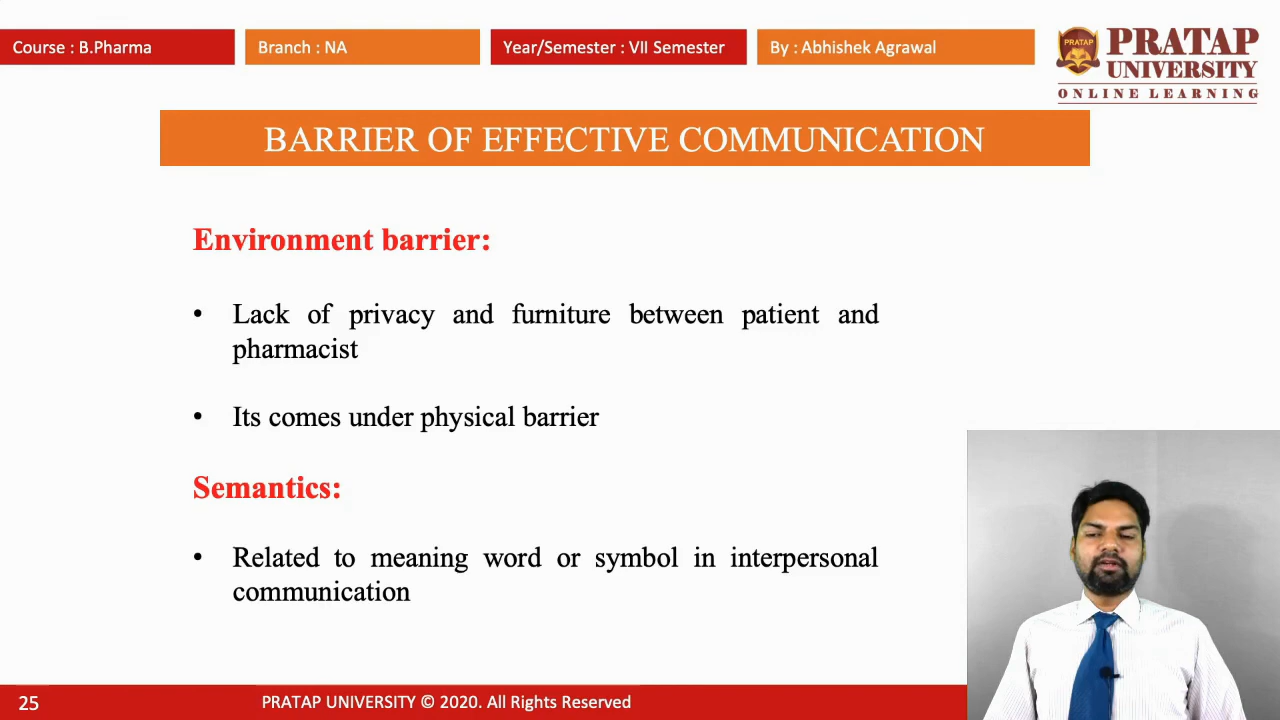 Course : B.Pharma
Branch : NA
Year/Semester : VII Semester
By : Abhishek Agrawal
PRATAP
PRATAP
UNIVERSITY
ONLINE LEARNING
BARRIER OF EFFECTIVE COMMUNICATION
Environment barrier:
• Lack of privacy and furniture between patient and
pharmacist
• Its comes under physical barrier
Semantics:
• Related to meaning word or symbol in interpersonal
communication
25
PRATAP UNIVERSITY © 2020. All Rights Reserved